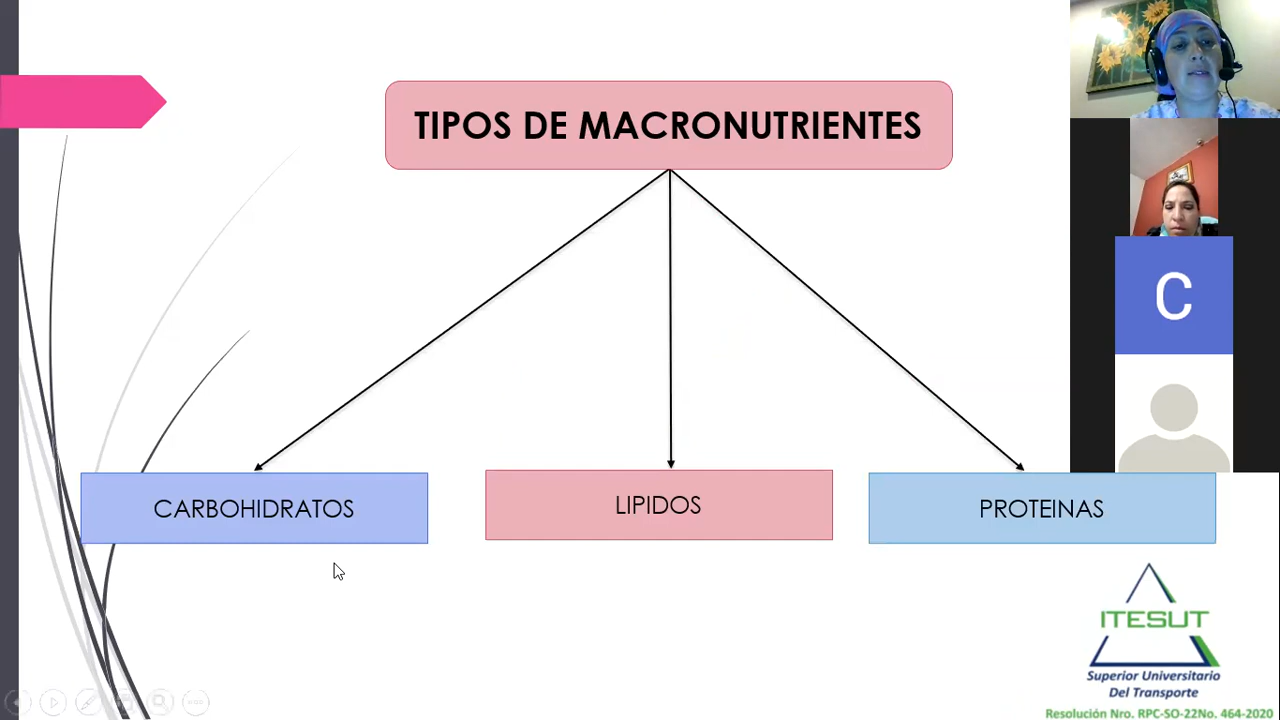 TIPOS DE MACRONUTRIENTES
C
CARBOHIDRATOS
LIPIDOS
PROTEINAS
ITESUT
Superior Universitario
Del Transporte
Resolución Nro. RPC-SO-22No. 464-2020